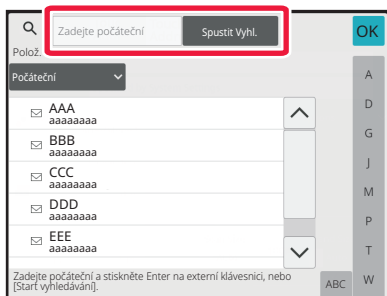 Zadejte počáteční Spustit Vyhl. OK
Polož.
Počáteční
AAA
aaaaaaaa
BBB
aaaaaaaa
CCC
aaaaaaaa
DDD
aaaaaaaa
EEE
aaaaaaaa
Zadejte počáteční a stiskněte Enter na externí klávesnici, nebo
[Start vyhledávání].
ABC
A
D
G
J
M
P
T
W